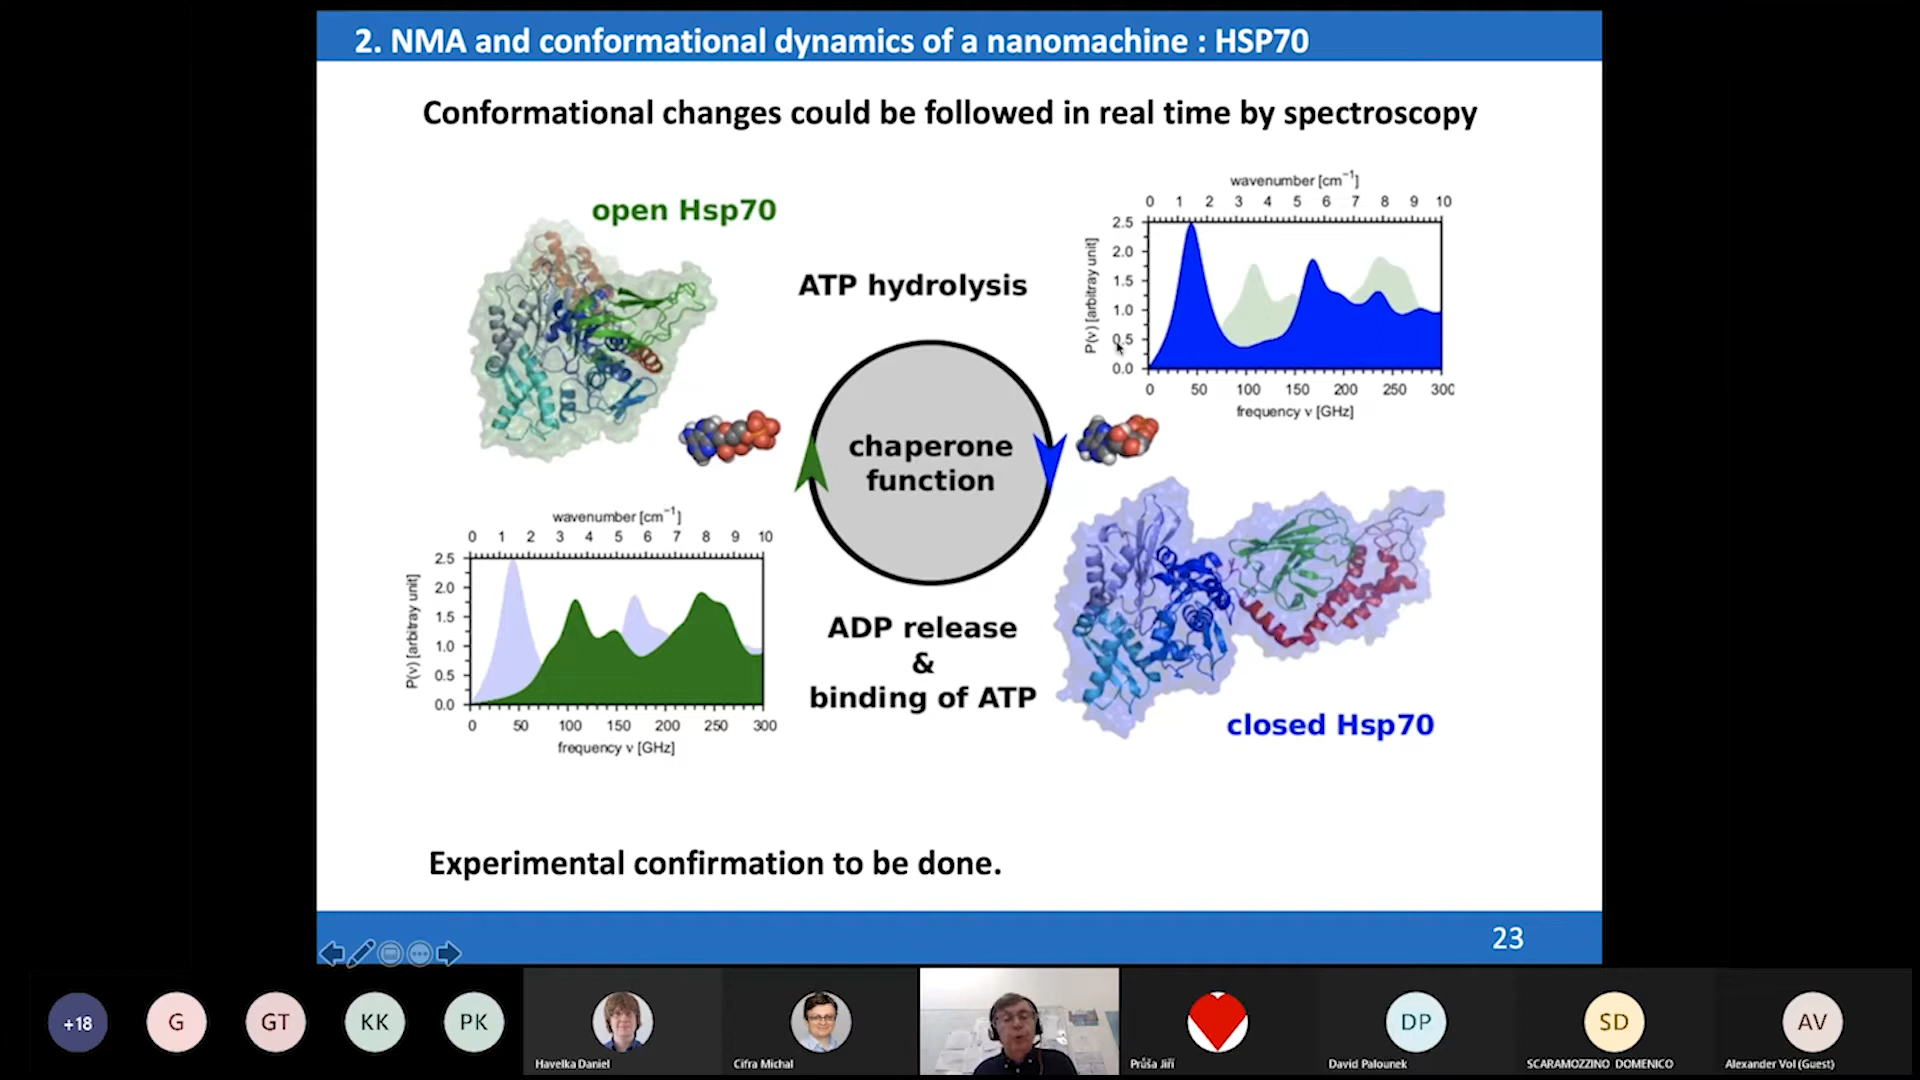 2. NMA and conformational dynamics of a nanomachine : HSP70
Conformational changes could be followed in real time by spectroscopy
open Hsp70
ATP hydrolysis
wavenumber [cm⁻¹]
0 1 2 3 4 5 6 7 8 9 10
P(ν) [arbitray unit]
2.5
2.0
1.5
1.0
0.5
0.0
0 50 100 150 200 250 300
frequency ν [GHz]
chaperone
function
wavenumber [cm⁻¹]
0 1 2 3 4 5 6 7 8 9 10
P(ν) [arbitray unit]
2.5
2.0
1.5
1.0
0.5
0.0
0 50 100 150 200 250 300
frequency ν [GHz]
ADP release
&
binding of ATP
closed Hsp70
Experimental confirmation to be done.
23
+18
G
GT
KK
PK
Havelka Daniel
Cifra Michal
Průša Jiří
DP
David Palounek
SD
SCARAMOZZINO DOMENICO
AV
Alexander Vol (Guest)